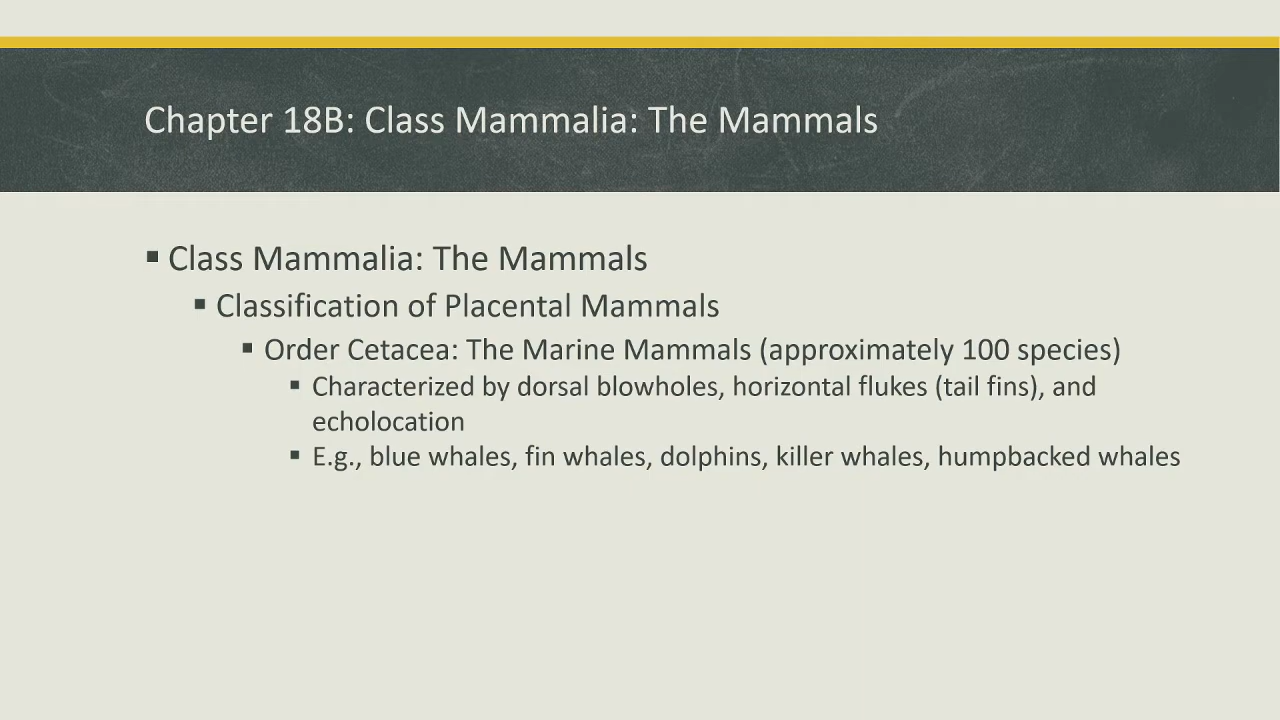 Chapter 18B: Class Mammalia: The Mammals
▪ Class Mammalia: The Mammals
▪ Classification of Placental Mammals
▪ Order Cetacea: The Marine Mammals (approximately 100 species)
▪ Characterized by dorsal blowholes, horizontal flukes (tail fins), and
echolocation
▪ E.g., blue whales, fin whales, dolphins, killer whales, humpbacked whales